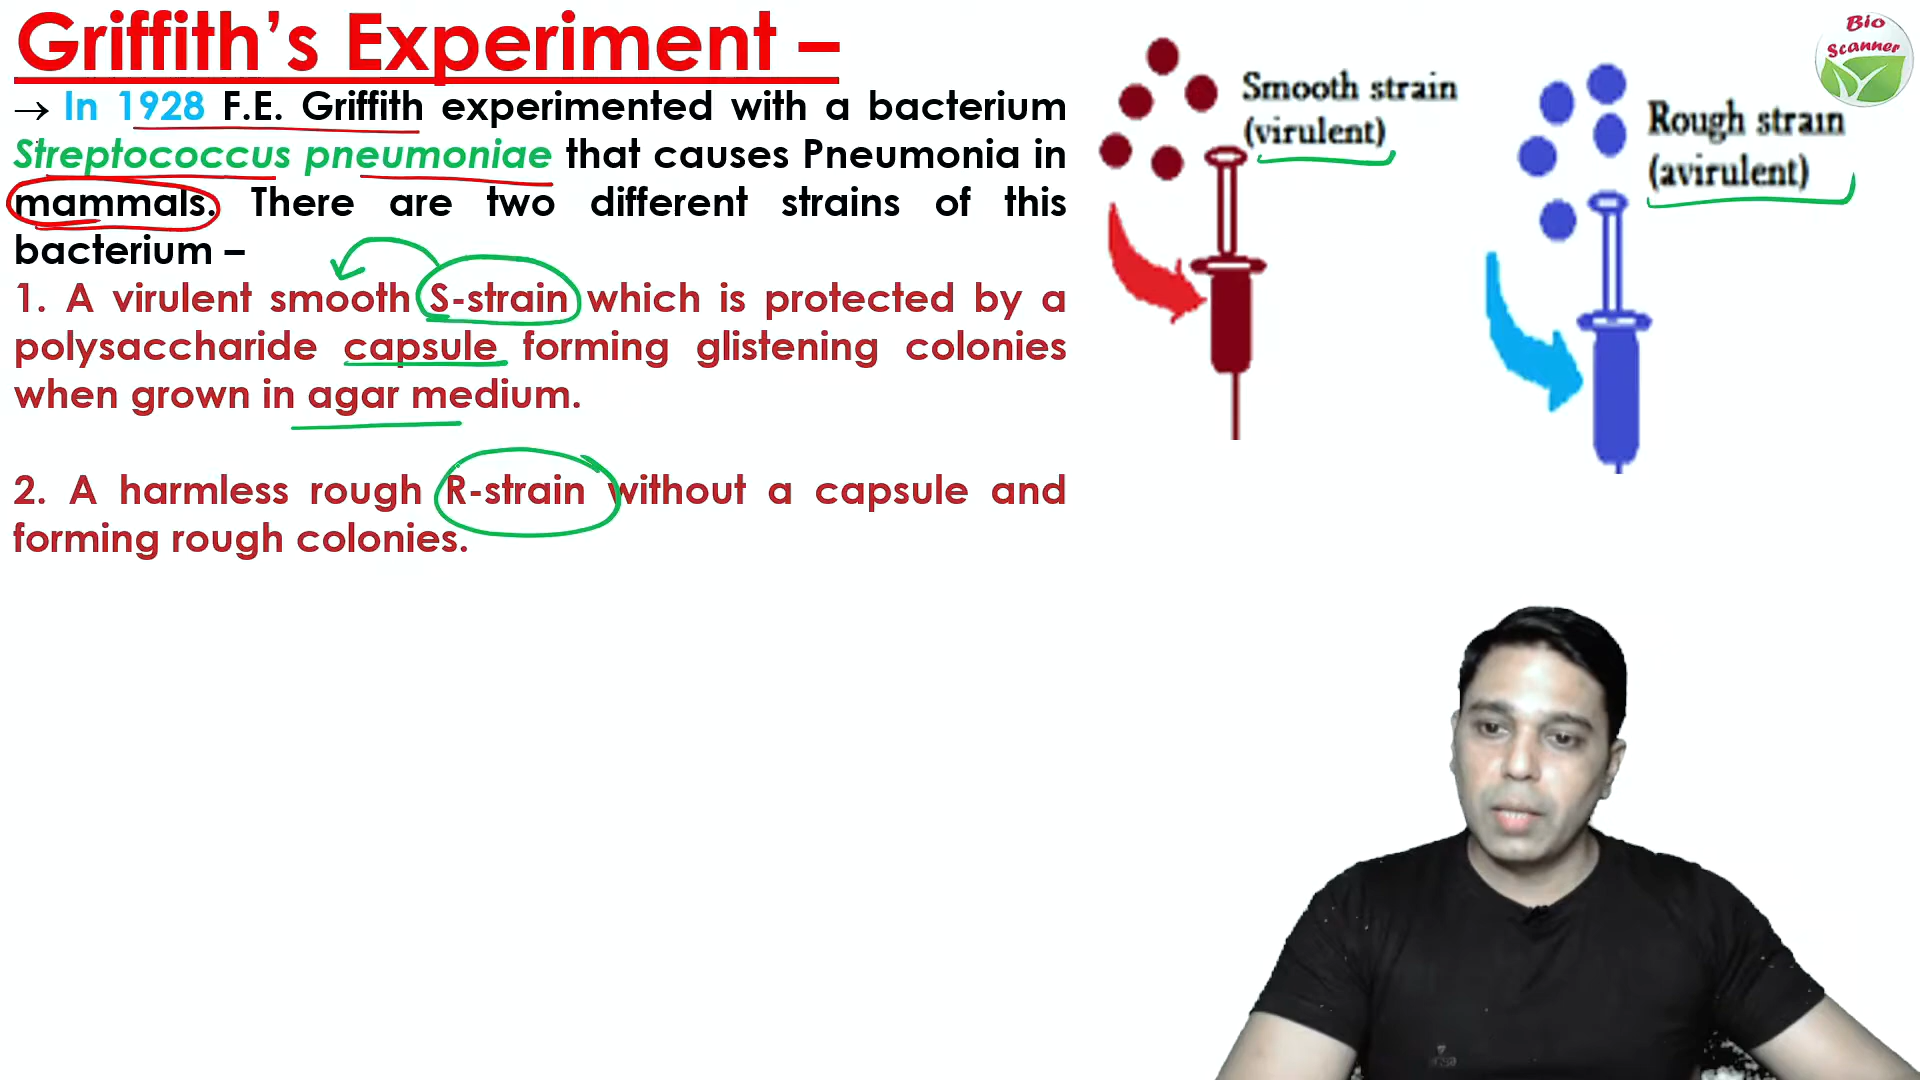 Griffith’s Experiment –
→ In 1928 F.E. Griffith experimented with a bacterium
Streptococcus pneumoniae that causes Pneumonia in
mammals. There are two different strains of this
bacterium –
1. A virulent smooth S-strain which is protected by a
polysaccharide capsule forming glistening colonies
when grown in agar medium.
2. A harmless rough R-strain without a capsule and
forming rough colonies.
Smooth strain
(virulent)
Rough strain
(avirulent)
Bio
Scanner